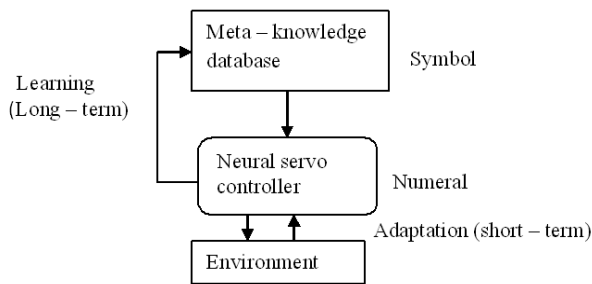 Meta – knowledge
database
Symbol
Learning
(Long – term)
Neural servo
controller
Numeral
Adaptation (short – term)
Environment